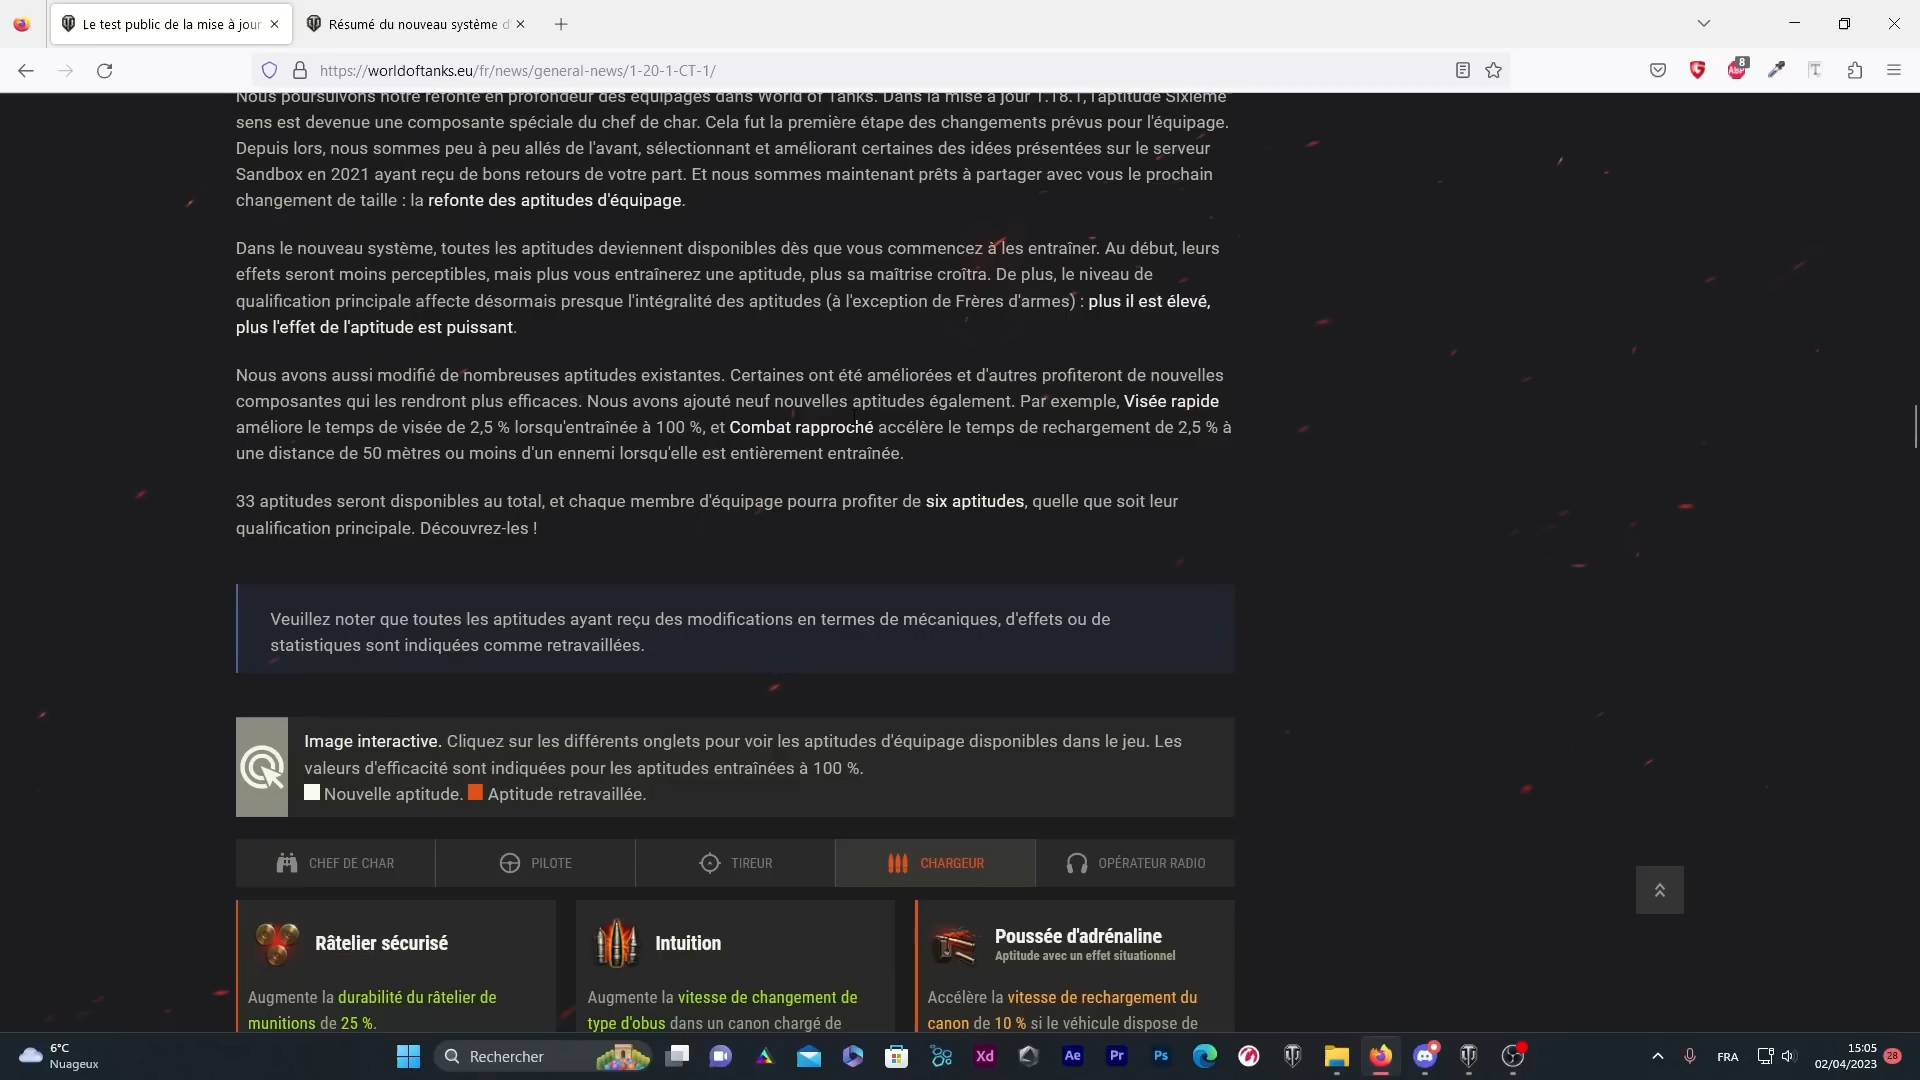 Le test public de la mise à jour
Résumé du nouveau système d
https://worldoftanks.eu/fr/news/general-news/1-20-1-CT-1/
8
Nous poursuivons notre refonte en profondeur des équipages dans World of Tanks. Dans la mise à jour 1.18.1, l'aptitude Sixième
sens est devenue une composante spéciale du chef de char. Cela fut la première étape des changements prévus pour l'équipage.
Depuis lors, nous sommes peu à peu allés de l'avant, sélectionnant et améliorant certaines des idées présentées sur le serveur
Sandbox en 2021 ayant reçu de bons retours de votre part. Et nous sommes maintenant prêts à partager avec vous le prochain
changement de taille : la refonte des aptitudes d'équipage.
Dans le nouveau système, toutes les aptitudes deviennent disponibles dès que vous commencez à les entraîner. Au début, leurs
effets seront moins perceptibles, mais plus vous entraînerez une aptitude, plus sa maîtrise croîtra. De plus, le niveau de
qualification principale affecte désormais presque l'intégralité des aptitudes (à l'exception de Frères d'armes) : plus il est élevé,
plus l'effet de l'aptitude est puissant.
Nous avons aussi modifié de nombreuses aptitudes existantes. Certaines ont été améliorées et d'autres profiteront de nouvelles
composantes qui les rendront plus efficaces. Nous avons ajouté neuf nouvelles aptitudes également. Par exemple, Visée rapide
améliore le temps de visée de 2,5 % lorsqu'entraînée à 100 %, et Combat rapproché accélère le temps de rechargement de 2,5 % à
une distance de 50 mètres ou moins d'un ennemi lorsqu'elle est entièrement entraînée.
33 aptitudes seront disponibles au total, et chaque membre d'équipage pourra profiter de six aptitudes, quelle que soit leur
qualification principale. Découvrez-les !
Veuillez noter que toutes les aptitudes ayant reçu des modifications en termes de mécaniques, d'effets ou de
statistiques sont indiquées comme retravaillées.
Image interactive. Cliquez sur les différents onglets pour voir les aptitudes d'équipage disponibles dans le jeu. Les
valeurs d'efficacité sont indiquées pour les aptitudes entraînées à 100 %.
Nouvelle aptitude. Aptitude retravaillée.
CHEF DE CHAR
PILOTE
TIREUR
CHARGEUR
OPÉRATEUR RADIO
Râtelier sécurisé
Augmente la durabilité du râtelier de
munitions de 25 %.
Intuition
Augmente la vitesse de changement de
type d'obus dans un canon chargé de
Poussée d'adrénaline
Aptitude avec un effet situationnel
Accélère la vitesse de rechargement du
canon de 10 % si le véhicule dispose de
6°C
Nuageux
Rechercher
Xd
Ae
Pr
Ps
FRA
15:05
02/04/2023
28